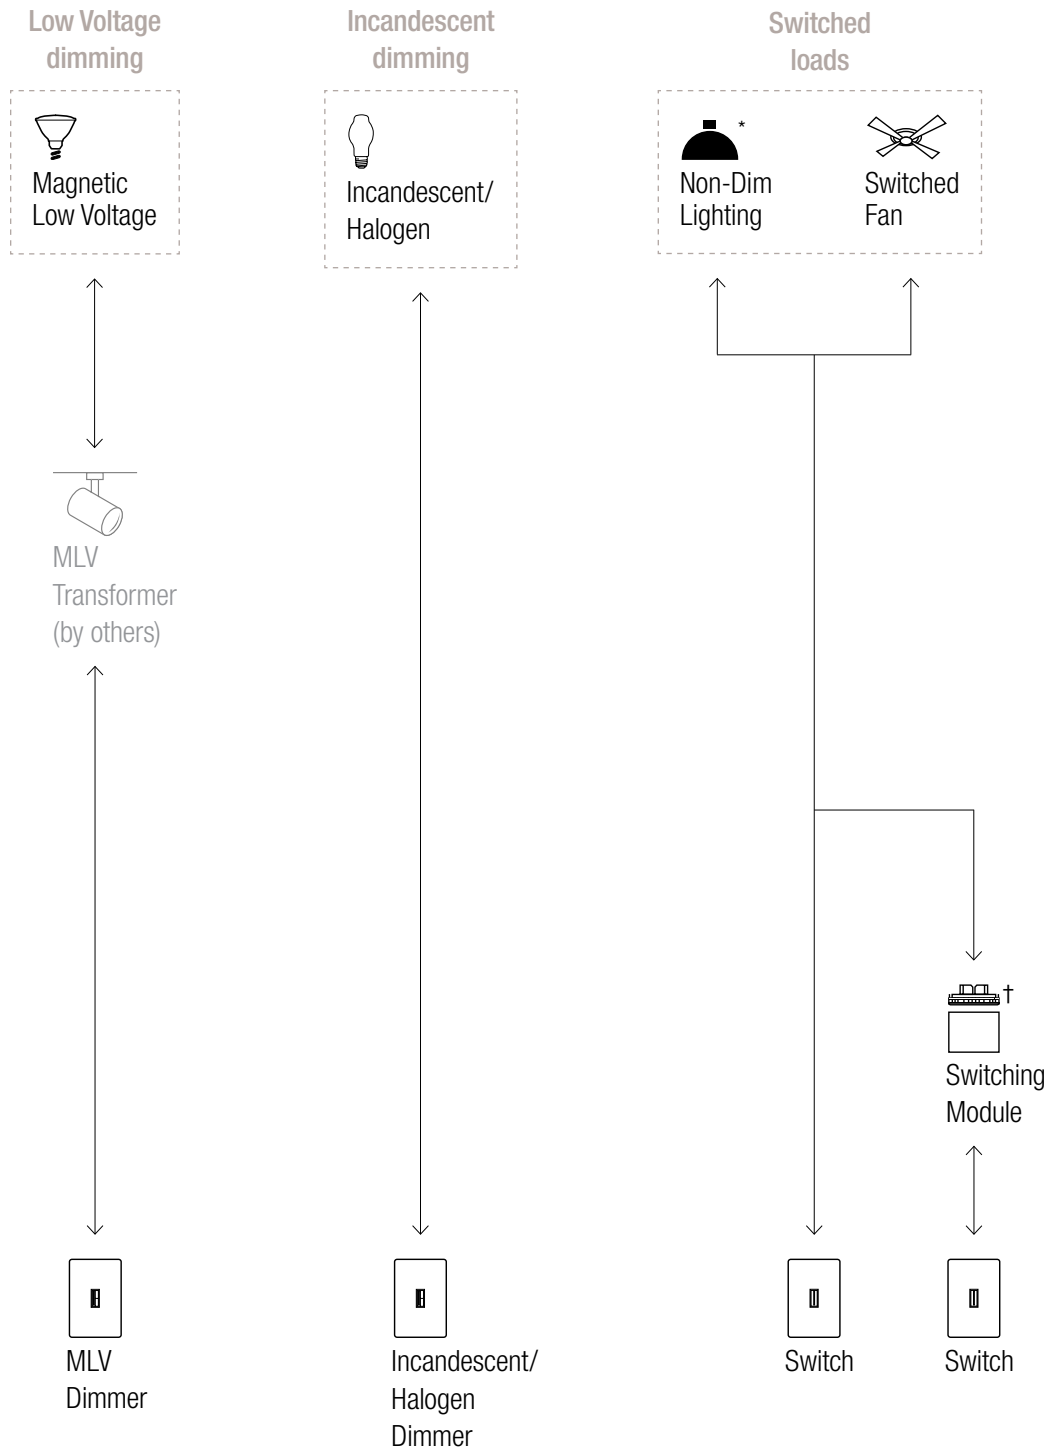 Low Voltage
dimming
Incandescent
dimming
Switched
loads
Magnetic
Low Voltage
Incandescent/
Halogen
*
Non-Dim
Lighting
Switched
Fan
MLV
Transformer
(by others)
†
Switching
Module
MLV
Dimmer
Incandescent/
Halogen
Dimmer
Switch
Switch